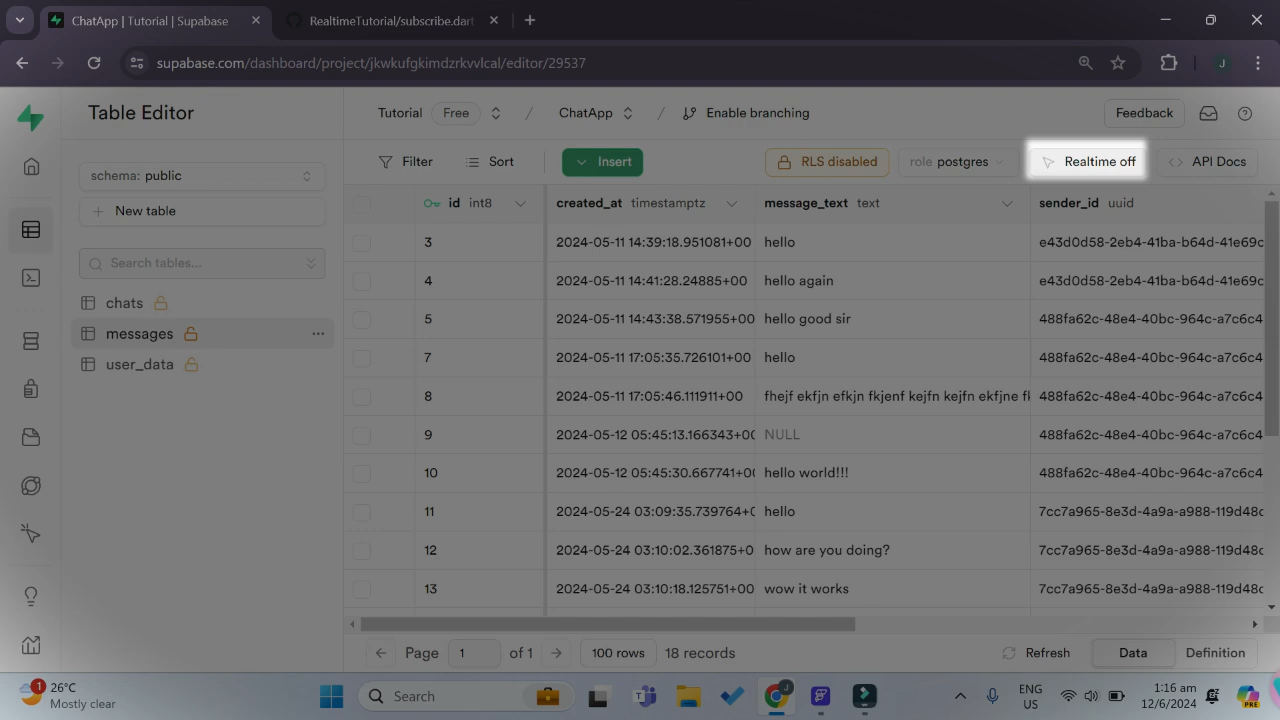 ChatApp | Tutorial | Supabase
RealtimeTutorial/subscribe.dart
supabase.com/dashboard/project/jkwkufgkimdzrkvvlcal/editor/29537
J
Table Editor
Tutorial Free / ChatApp / Enable branching Feedback
schema: public
New table
Search tables...
chats
messages
user_data
Filter Sort Insert RLS disabled role postgres Realtime off API Docs
id int8 created_at timestamptz message_text text sender_id uuid
3 2024-05-11 14:39:18.951081+00 hello e43d0d58-2eb4-41ba-b64d-41e69c
4 2024-05-11 14:41:28.24885+00 hello again e43d0d58-2eb4-41ba-b64d-41e69c
5 2024-05-11 14:43:38.571955+00 hello good sir 488fa62c-48e4-40bc-964c-a7c6c4
7 2024-05-11 17:05:35.726101+00 hello 488fa62c-48e4-40bc-964c-a7c6c4
8 2024-05-11 17:05:46.111911+00 fhejf ekfjn efkjn fkjenf kejfn kejfn ekfjne fl 488fa62c-48e4-40bc-964c-a7c6c4
9 2024-05-12 05:45:13.166343+00 NULL 488fa62c-48e4-40bc-964c-a7c6c4
10 2024-05-12 05:45:30.667741+00 hello world!!! 488fa62c-48e4-40bc-964c-a7c6c4
11 2024-05-24 03:09:35.739764+0 hello 7cc7a965-8e3d-4a9a-a988-119d48c
12 2024-05-24 03:10:02.361875+0 how are you doing? 7cc7a965-8e3d-4a9a-a988-119d48c
13 2024-05-24 03:10:18.125751+00 wow it works 7cc7a965-8e3d-4a9a-a988-119d48c
Page 1 of 1 100 rows 18 records Refresh Data Definition
1 26°C
Mostly clear
Search
J
PRE
ENG
US
1:16 am
12/6/2024